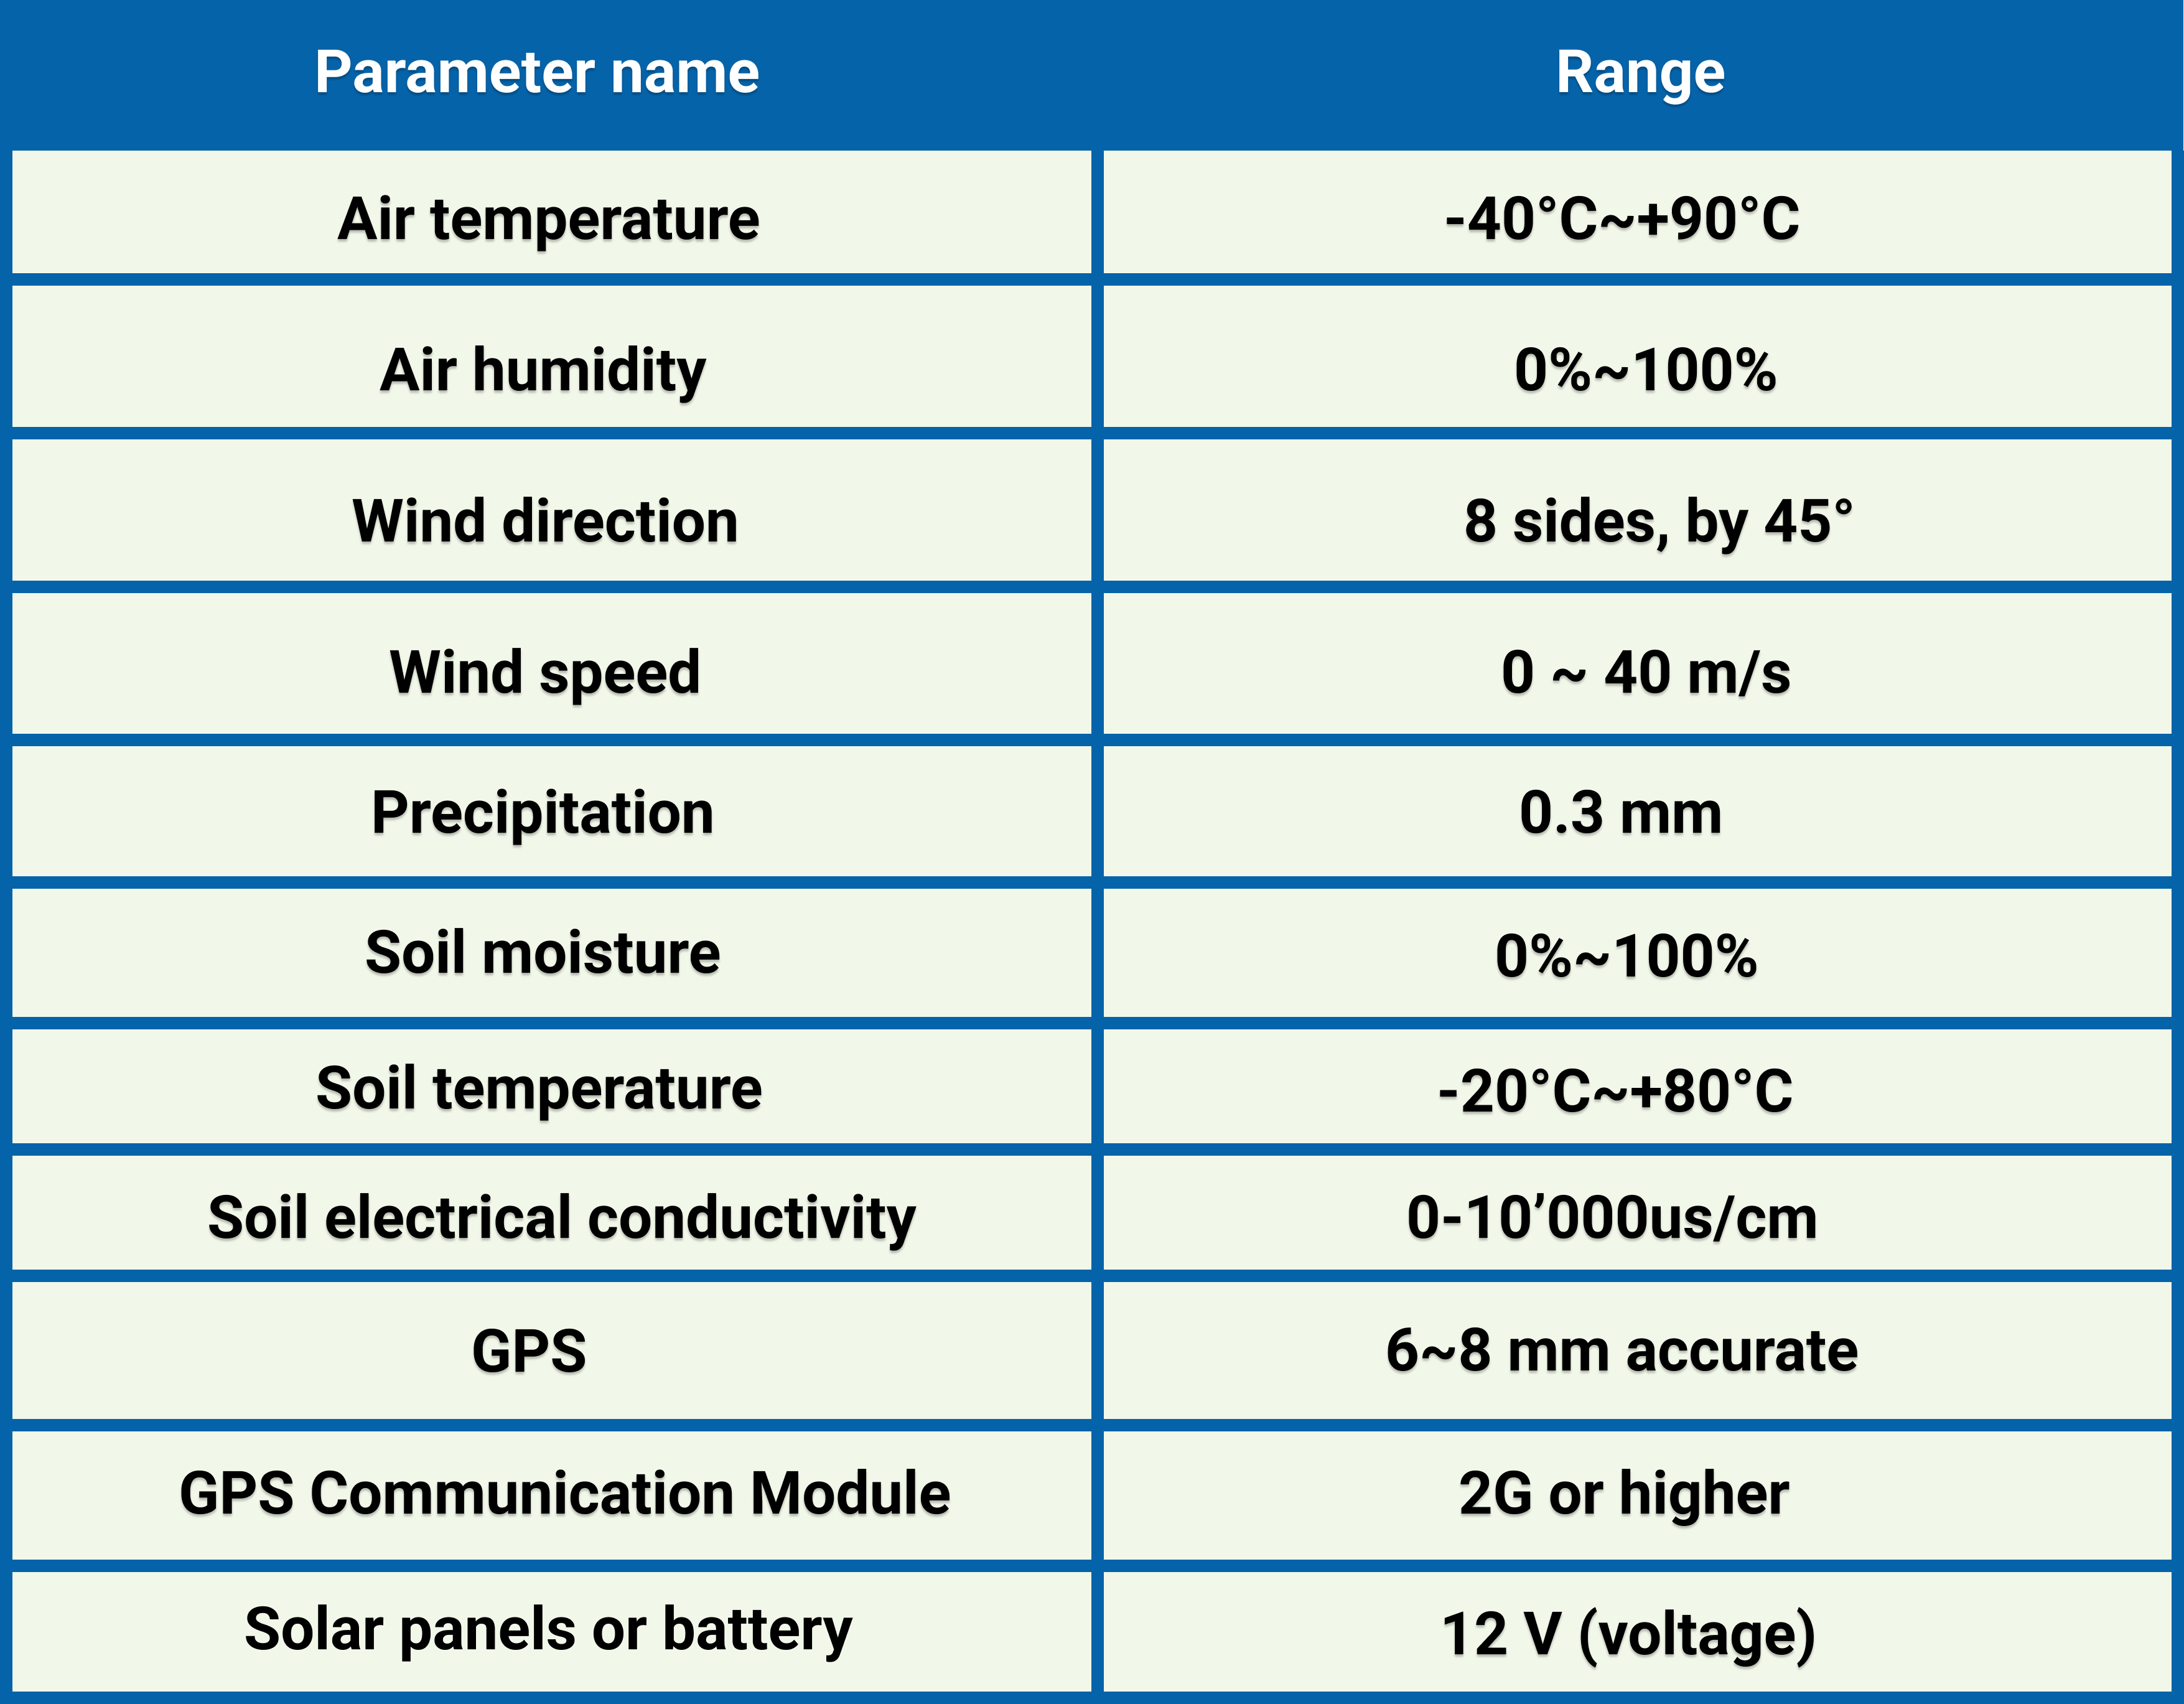 Parameter name Range
Air temperature -40°C~+90°C
Air humidity 0%~100%
Wind direction 8 sides, by 45°
Wind speed 0 ~ 40 m/s
Precipitation 0.3 mm
Soil moisture 0%~100%
Soil temperature -20°C~+80°C
Soil electrical conductivity 0-10’000us/cm
GPS 6~8 mm accurate
GPS Communication Module 2G or higher
Solar panels or battery 12 V (voltage)